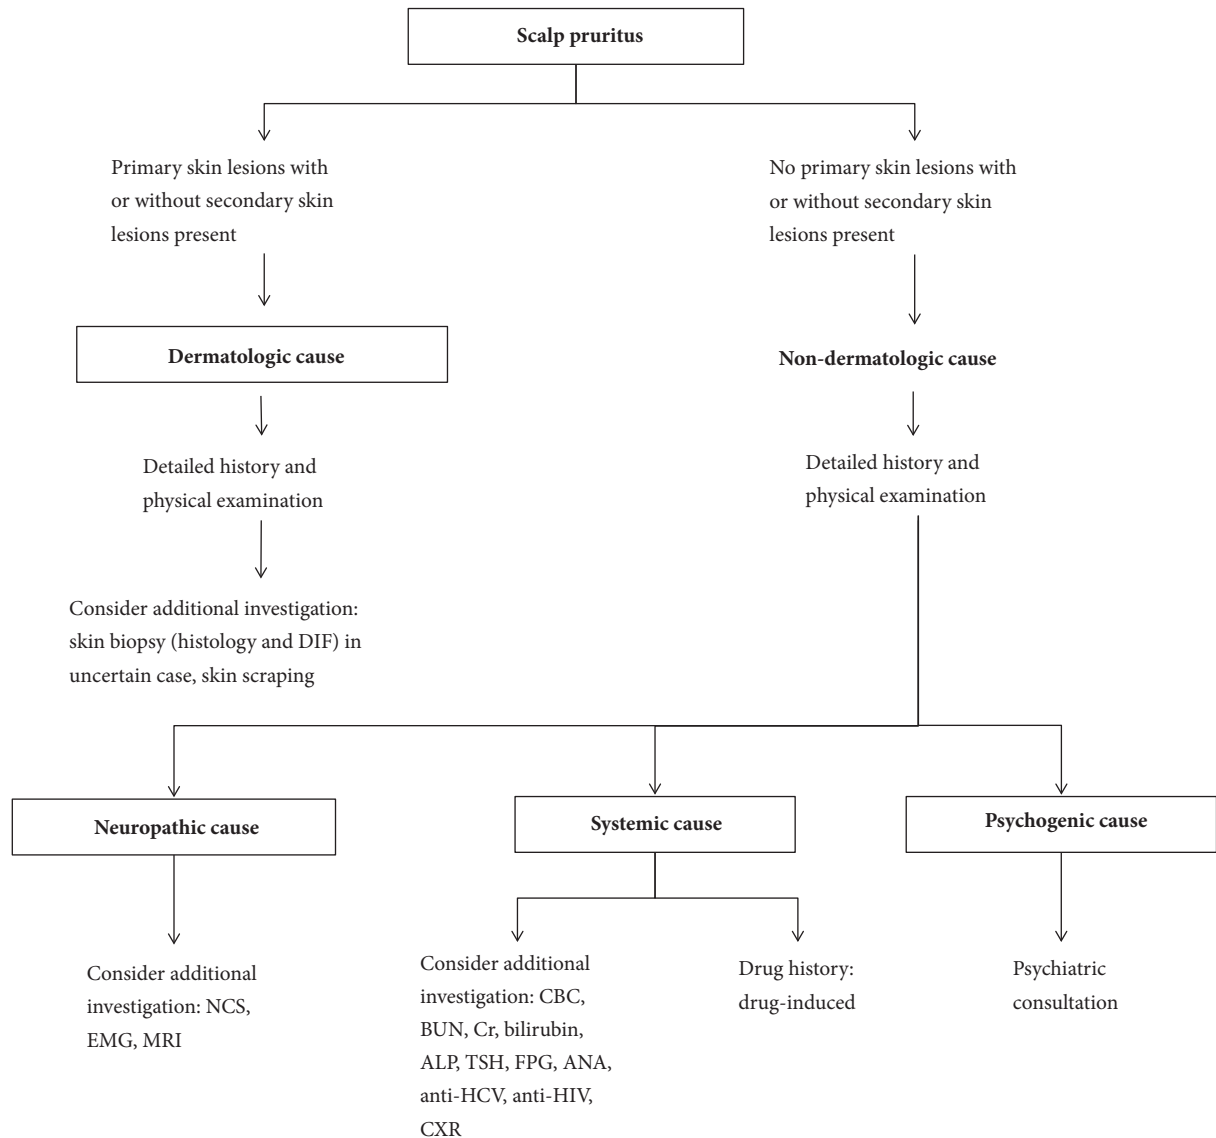 Scalp pruritus
Primary skin lesions with
or without secondary skin
lesions present
No primary skin lesions with
or without secondary skin
lesions present
Dermatologic cause
Non-dermatologic cause
Detailed history and
physical examination
Detailed history and
physical examination
Consider additional investigation:
skin biopsy (histology and DIF) in
uncertain case, skin scraping
Neuropathic cause
Systemic cause
Psychogenic cause
Consider additional
investigation: NCS,
EMG, MRI
Consider additional
investigation: CBC,
BUN, Cr, bilirubin,
ALP, TSH, FPG, ANA,
anti-HCV, anti-HIV,
CXR
Drug history:
drug-induced
Psychiatric
consultation